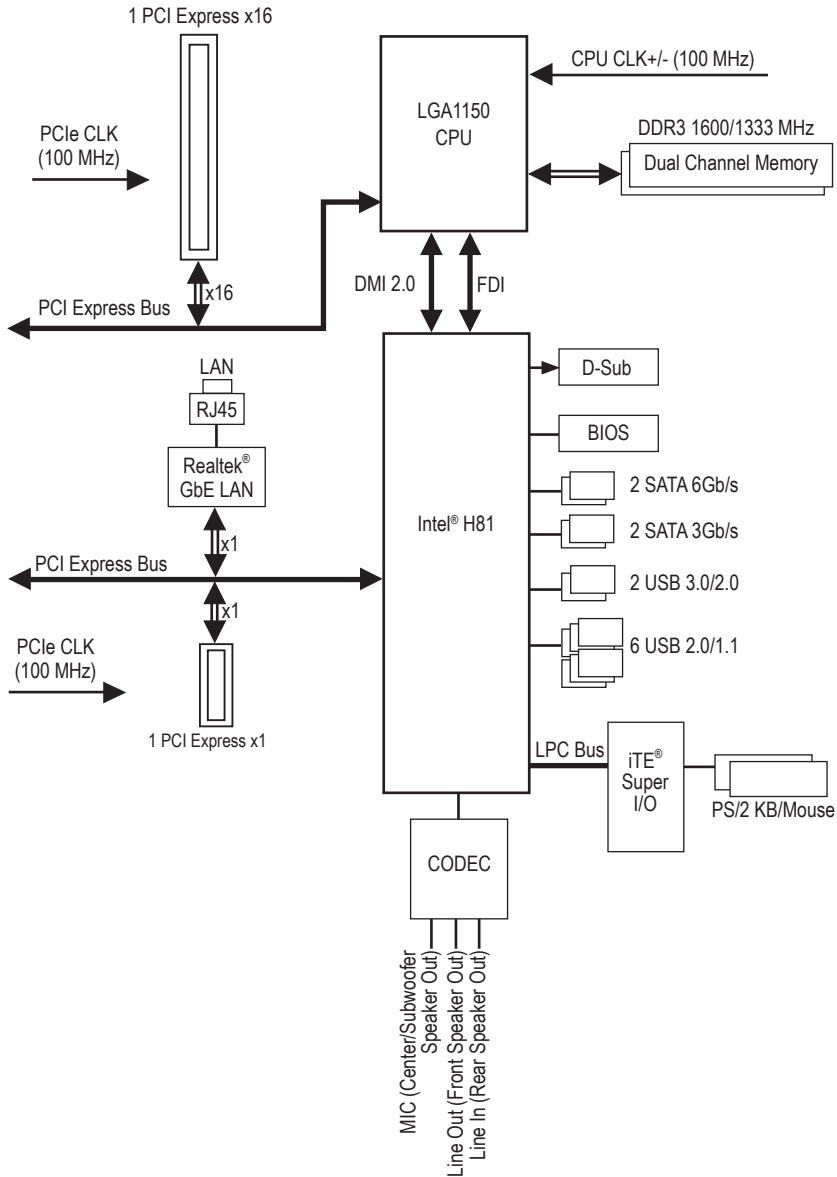 1 PCI Express x16
CPU CLK+/- (100 MHz)
LGA1150
CPU
DDR3 1600/1333 MHz
Dual Channel Memory
PCIe CLK
(100 MHz)
x16
DMI 2.0
FDI
PCI Express Bus
LAN
RJ45
Realtek®
GbE LAN
x1
PCI Express Bus
x1
PCIe CLK
(100 MHz)
1 PCI Express x1
Intel® H81
D-Sub
BIOS
2 SATA 6Gb/s
2 SATA 3Gb/s
2 USB 3.0/2.0
6 USB 2.0/1.1
LPC Bus
iTE®
Super
I/O
PS/2 KB/Mouse
CODEC
MIC (Center/Subwoofer
Speaker Out)
Line Out (Front Speaker Out)
Line In (Rear Speaker Out)